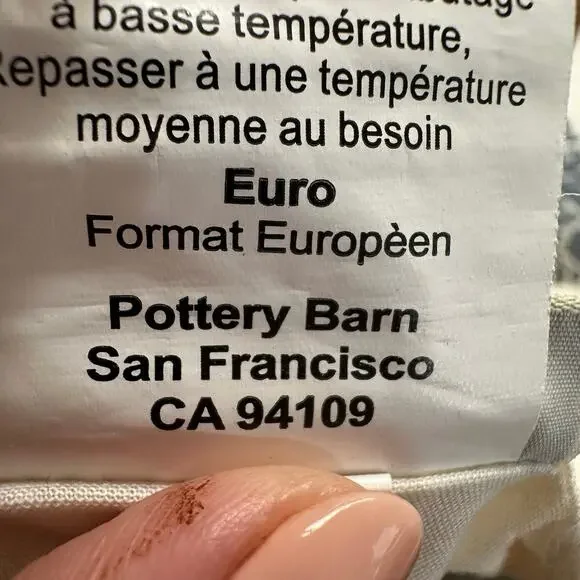 à basse température,
Repasser à une température
moyenne au besoin
Euro
Format Europèen
Pottery Barn
San Francisco
CA 94109